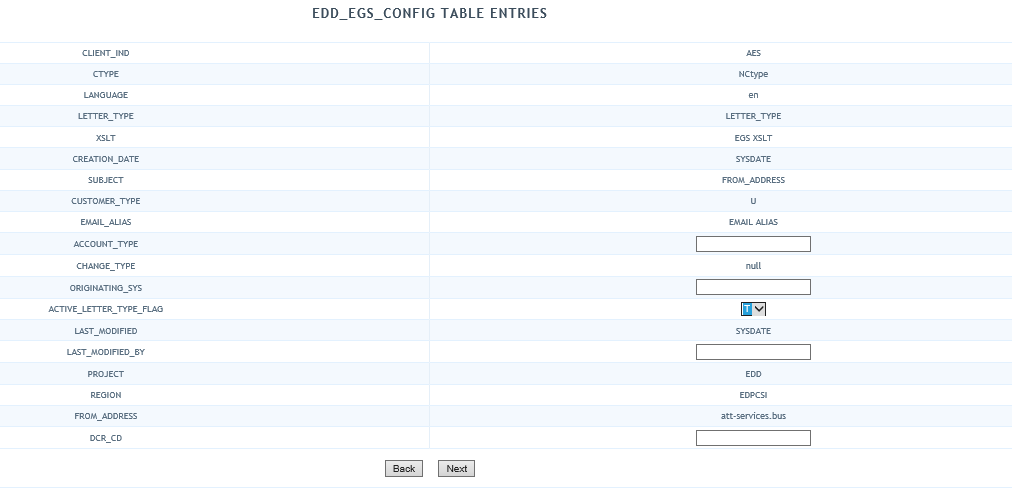 EDD_EGS_CONFIG TABLE ENTRIES
CLIENT_IND AES
CTYPE NCtype
LANGUAGE en
LETTER_TYPE LETTER_TYPE
XSLT EGS XSLT
CREATION_DATE SYSDATE
SUBJECT FROM_ADDRESS
CUSTOMER_TYPE U
EMAIL_ALIAS EMAIL ALIAS
ACCOUNT_TYPE
CHANGE_TYPE null
ORIGINATING_SYS
ACTIVE_LETTER_TYPE_FLAG T
LAST_MODIFIED SYSDATE
LAST_MODIFIED_BY
PROJECT EDD
REGION EDPCSI
FROM_ADDRESS att-services.bus
DCR_CD
Back Next